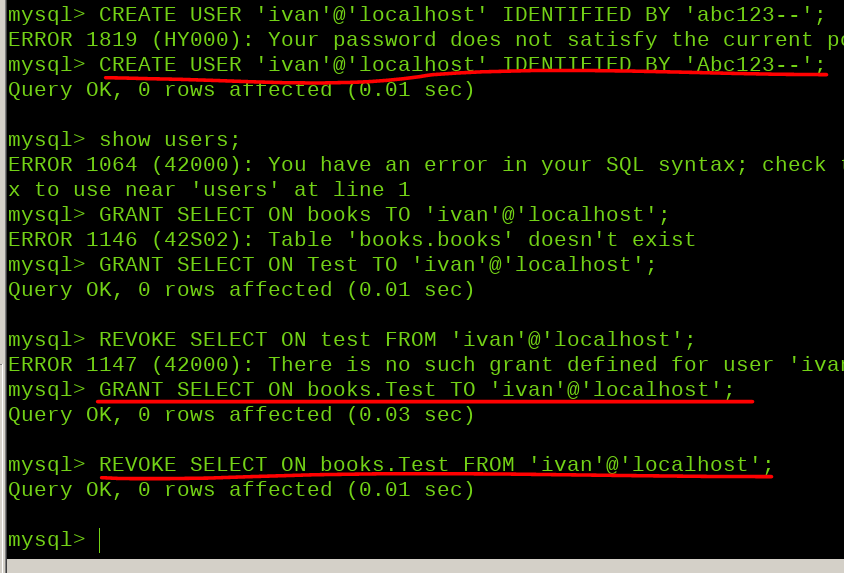 mysql> CREATE USER 'ivan'@'localhost' IDENTIFIED BY 'abc123--';
ERROR 1819 (HY000): Your password does not satisfy the current
mysql> CREATE USER 'ivan'@'localhost' IDENTIFIED BY 'Abc123--';
Query OK, 0 rows affected (0.01 sec)
mysql> show users;
ERROR 1064 (42000): You have an error in your SQL syntax; check
x to use near 'users' at line 1
mysql> GRANT SELECT ON books TO 'ivan'@'localhost';
ERROR 1146 (42S02): Table 'books.books' doesn't exist
mysql> GRANT SELECT ON Test TO 'ivan'@'localhost';
Query OK, 0 rows affected (0.01 sec)
mysql> REVOKE SELECT ON test FROM 'ivan'@'localhost';
ERROR 1147 (42000): There is no such grant defined for user 'ivan
mysql> GRANT SELECT ON books.Test TO 'ivan'@'localhost';
Query OK, 0 rows affected (0.03 sec)
mysql> REVOKE SELECT ON books.Test FROM 'ivan'@'localhost';
Query OK, 0 rows affected (0.01 sec)
mysql>